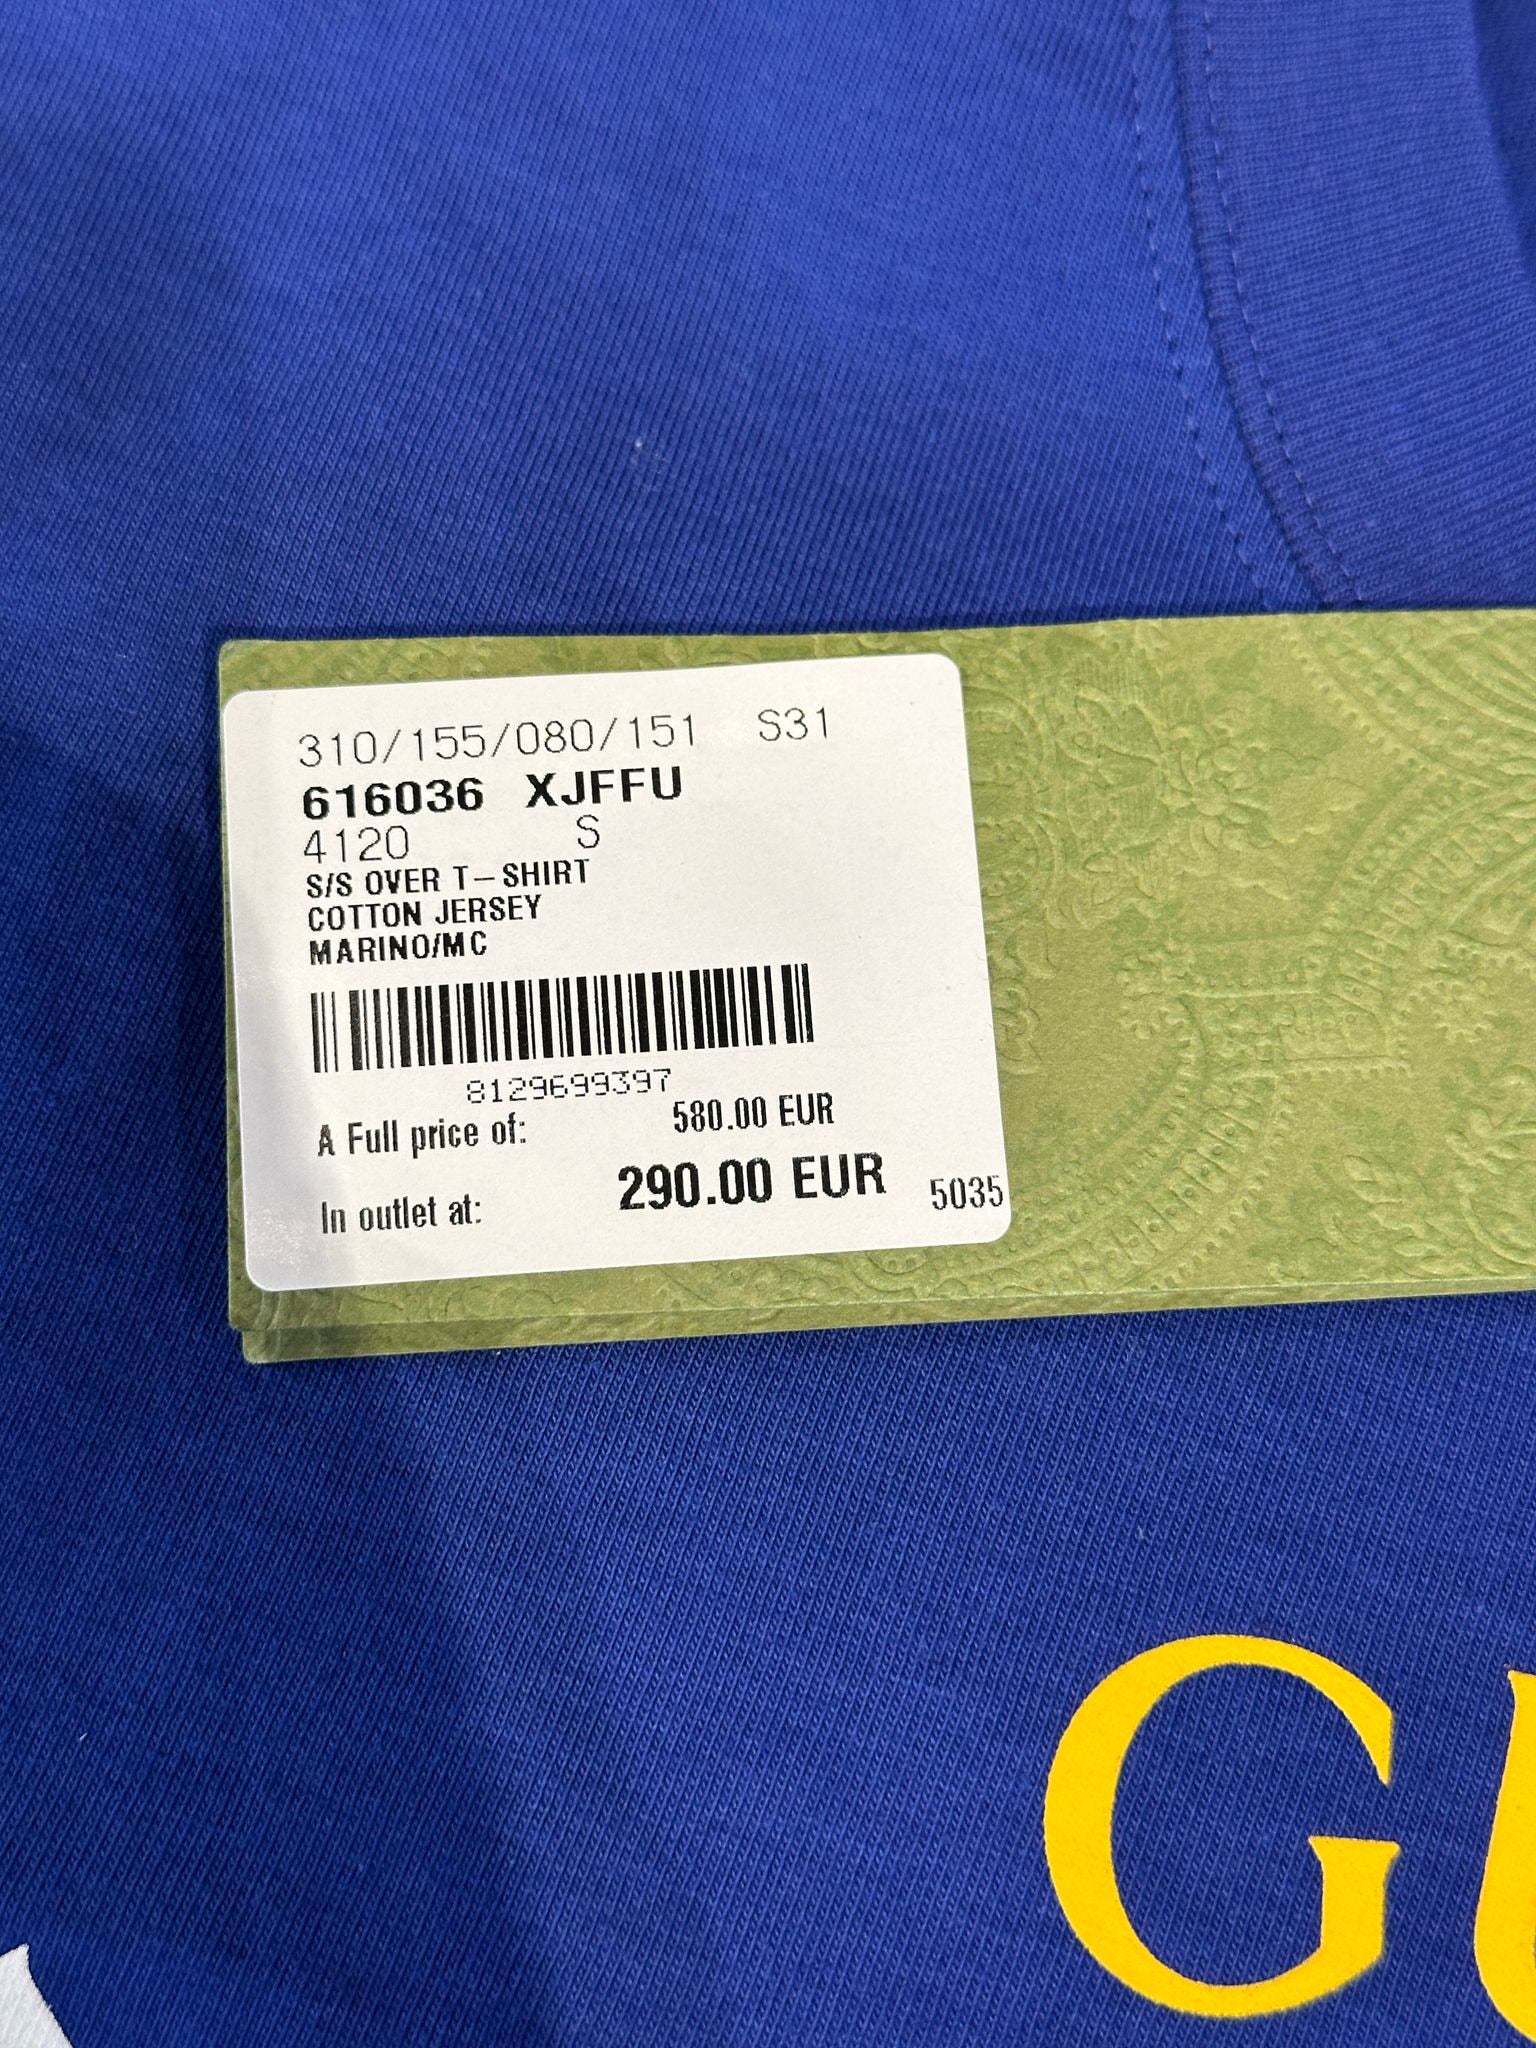 310/155/080/151 S31
616036 XJFFU
4120 S
S/S OVER T-SHIRT
COTTON JERSEY
MARINO/MC
8129699397
A Full price of: 580.00 EUR
In outlet at: 290.00 EUR 5035
GU